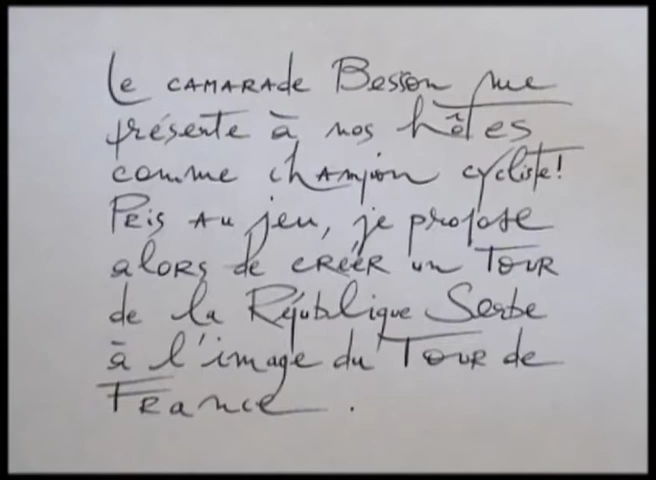 Le camarade Besson me
présente à nos hôtes
comme champion cycliste!
Pris au jeu, je propose
alors de créer un Tour
de la République Serbe
à l'image du Tour de
France.